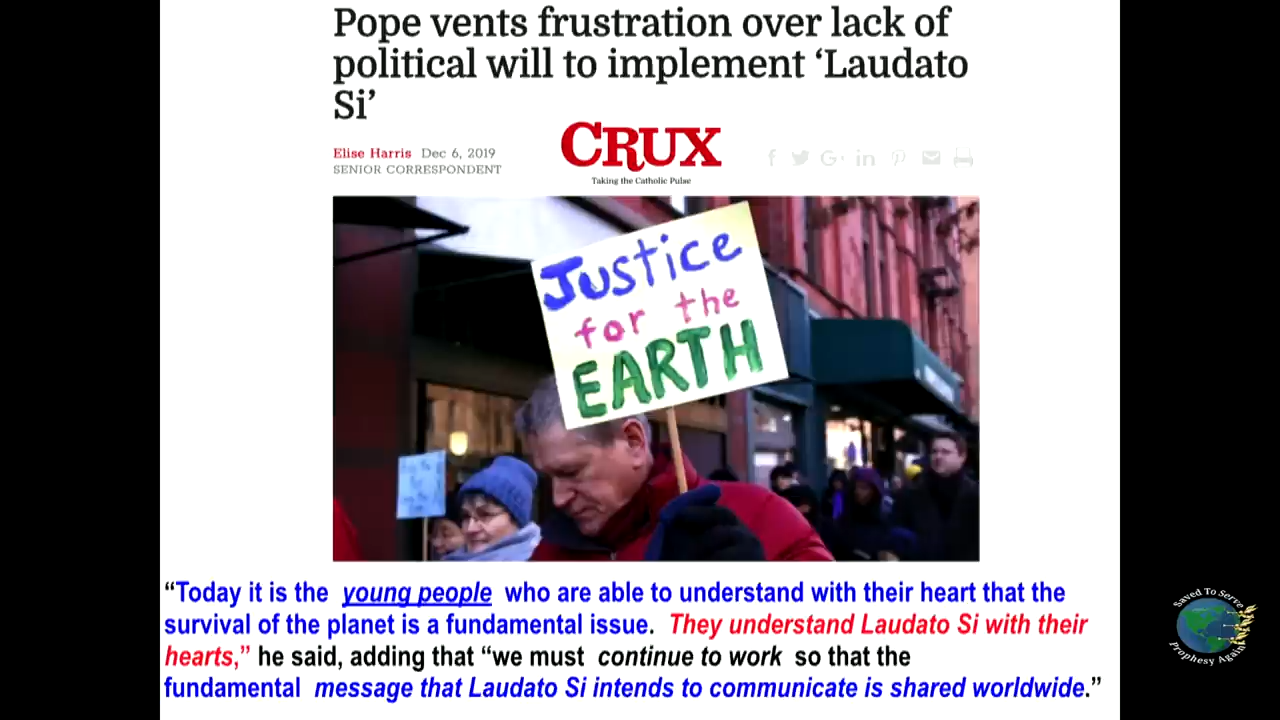 Pope vents frustration over lack of
political will to implement ‘Laudato
Si’
Elise Harris Dec 6, 2019
SENIOR CORRESPONDENT
CRUX
Taking the Catholic Pulse
Justice
for the
EARTH
“Today it is the young people who are able to understand with their heart that the
survival of the planet is a fundamental issue. They understand Laudato Si with their
hearts,” he said, adding that “we must continue to work so that the
fundamental message that Laudato Si intends to communicate is shared worldwide.”
Saved To Serve
Prophesy Again